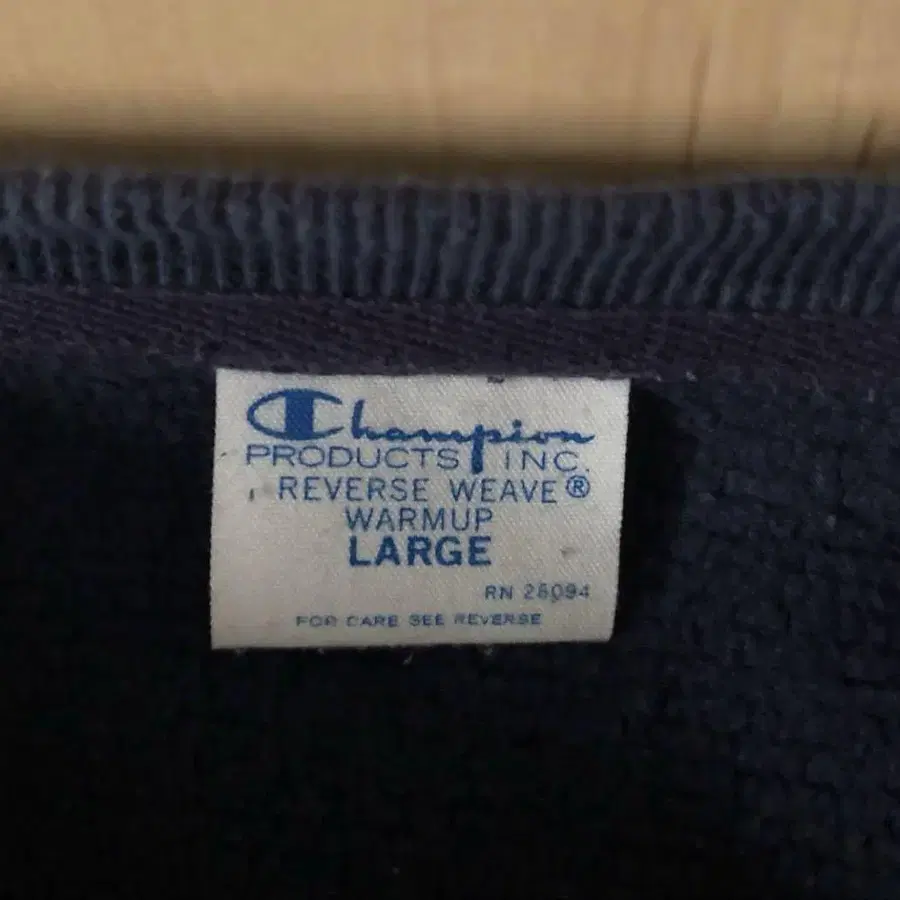 Champion
PRODUCTS INC.
REVERSE WEAVE®
WARMUP
LARGE
RN 26094
FOR CARE SEE REVERSE